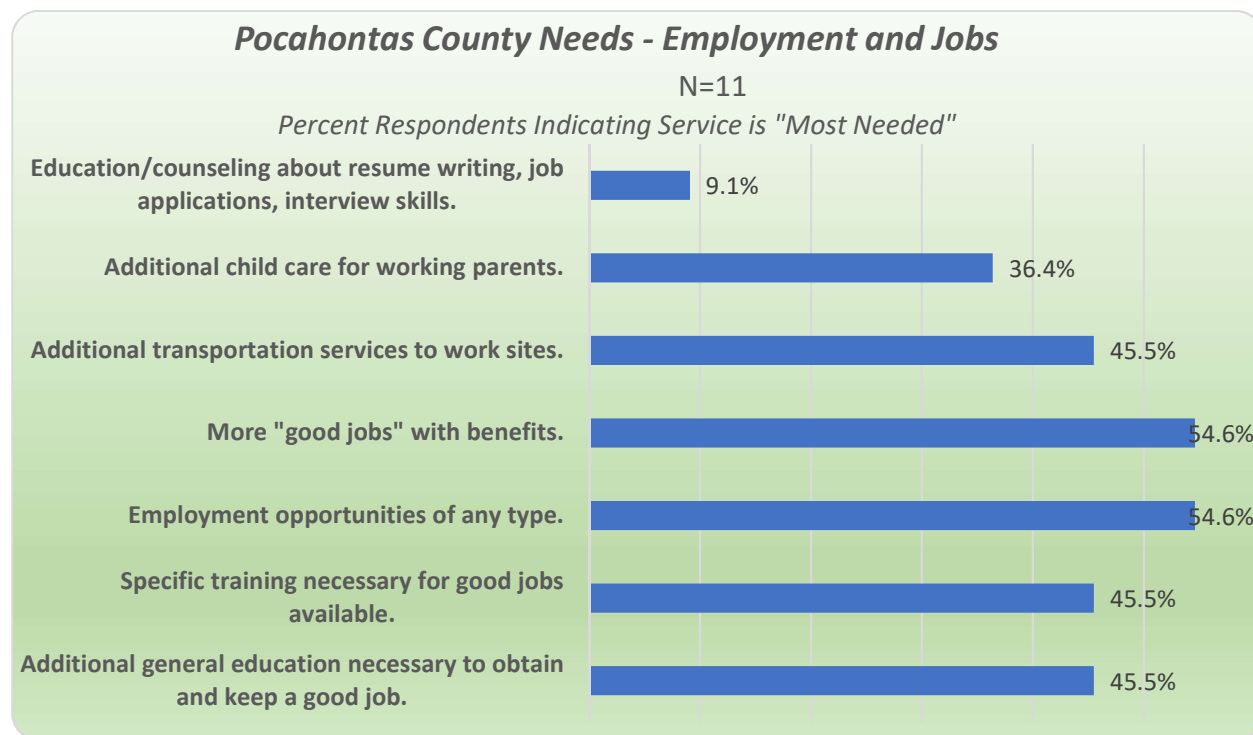 Pocahontas County Needs - Employment and Jobs
N=11
Percent Respondents Indicating Service is "Most Needed"
Education/counseling about resume writing, job
applications, interview skills.
9.1%
Additional child care for working parents.
36.4%
Additional transportation services to work sites.
45.5%
More "good jobs" with benefits.
54.6%
Employment opportunities of any type.
54.6%
Specific training necessary for good jobs
available.
45.5%
Additional general education necessary to obtain
and keep a good job.
45.5%